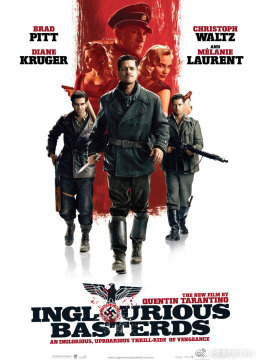 BRAD
PITT
CHRISTOPH
WALTZ
DIANE
KRUGER
AND
MÉLANIE
LAURENT
THE NEW FILM BY
QUENTIN TARANTINO
INGLOURIOUS
BASTERDS
AN INGLORIOUS, UPROARIOUS THRILL-RIDE OF VENGEANCE